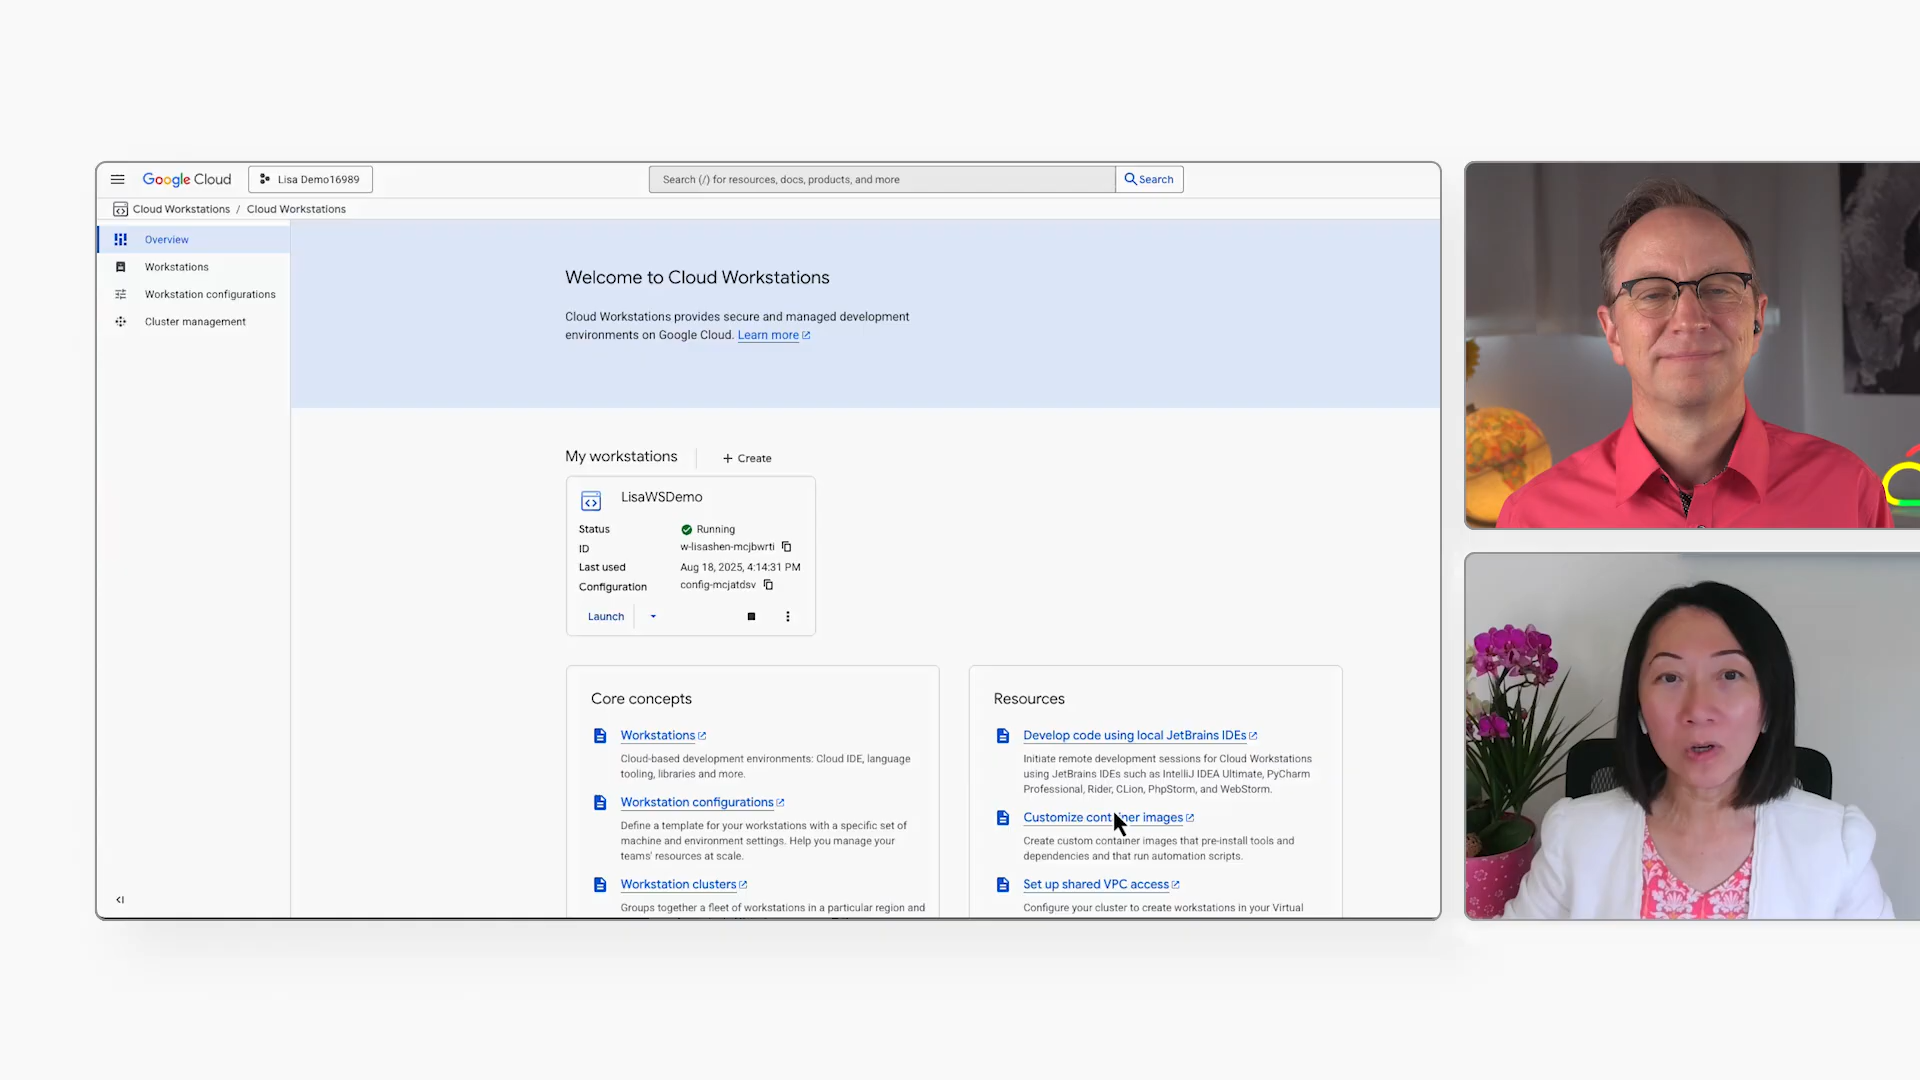 Google Cloud
Lisa Demo16989
Search (/) for resources, docs, products, and more
Search
Cloud Workstations / Cloud Workstations
Overview
Workstations
Workstation configurations
Cluster management
Welcome to Cloud Workstations
Cloud Workstations provides secure and managed development
environments on Google Cloud. Learn more
My workstations
+ Create
LisaWSDemo
Status Running
ID w-lisashen-mcjbwrti
Last used Aug 18, 2025, 4:14:31 PM
Configuration config-mcjatdsv
Launch
Core concepts
Workstations
Cloud-based development environments: Cloud IDE, language
tooling, libraries and more.
Workstation configurations
Define a template for your workstations with a specific set of
machine and environment settings. Help you manage your
teams' resources at scale.
Workstation clusters
Groups together a fleet of workstations in a particular region and
Resources
Develop code using local JetBrains IDEs
Initiate remote development sessions for Cloud Workstations
using JetBrains IDEs such as IntelliJ IDEA Ultimate, PyCharm
Professional, Rider, CLion, PhpStorm, and WebStorm.
Customize container images
Create custom container images that pre-install tools and
dependencies and that run automation scripts.
Set up shared VPC access
Configure your cluster to create workstations in your Virtual